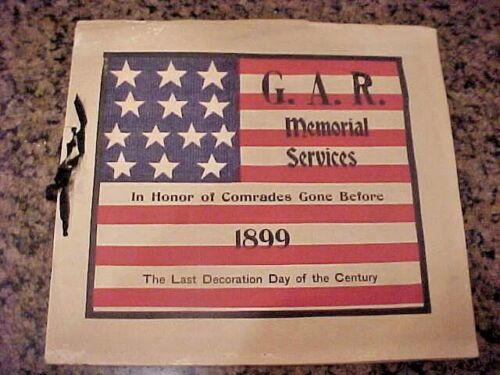 G. A. R.
Memorial
Services
In Honor of Comrades Gone Before
1899
The Last Decoration Day of the Century